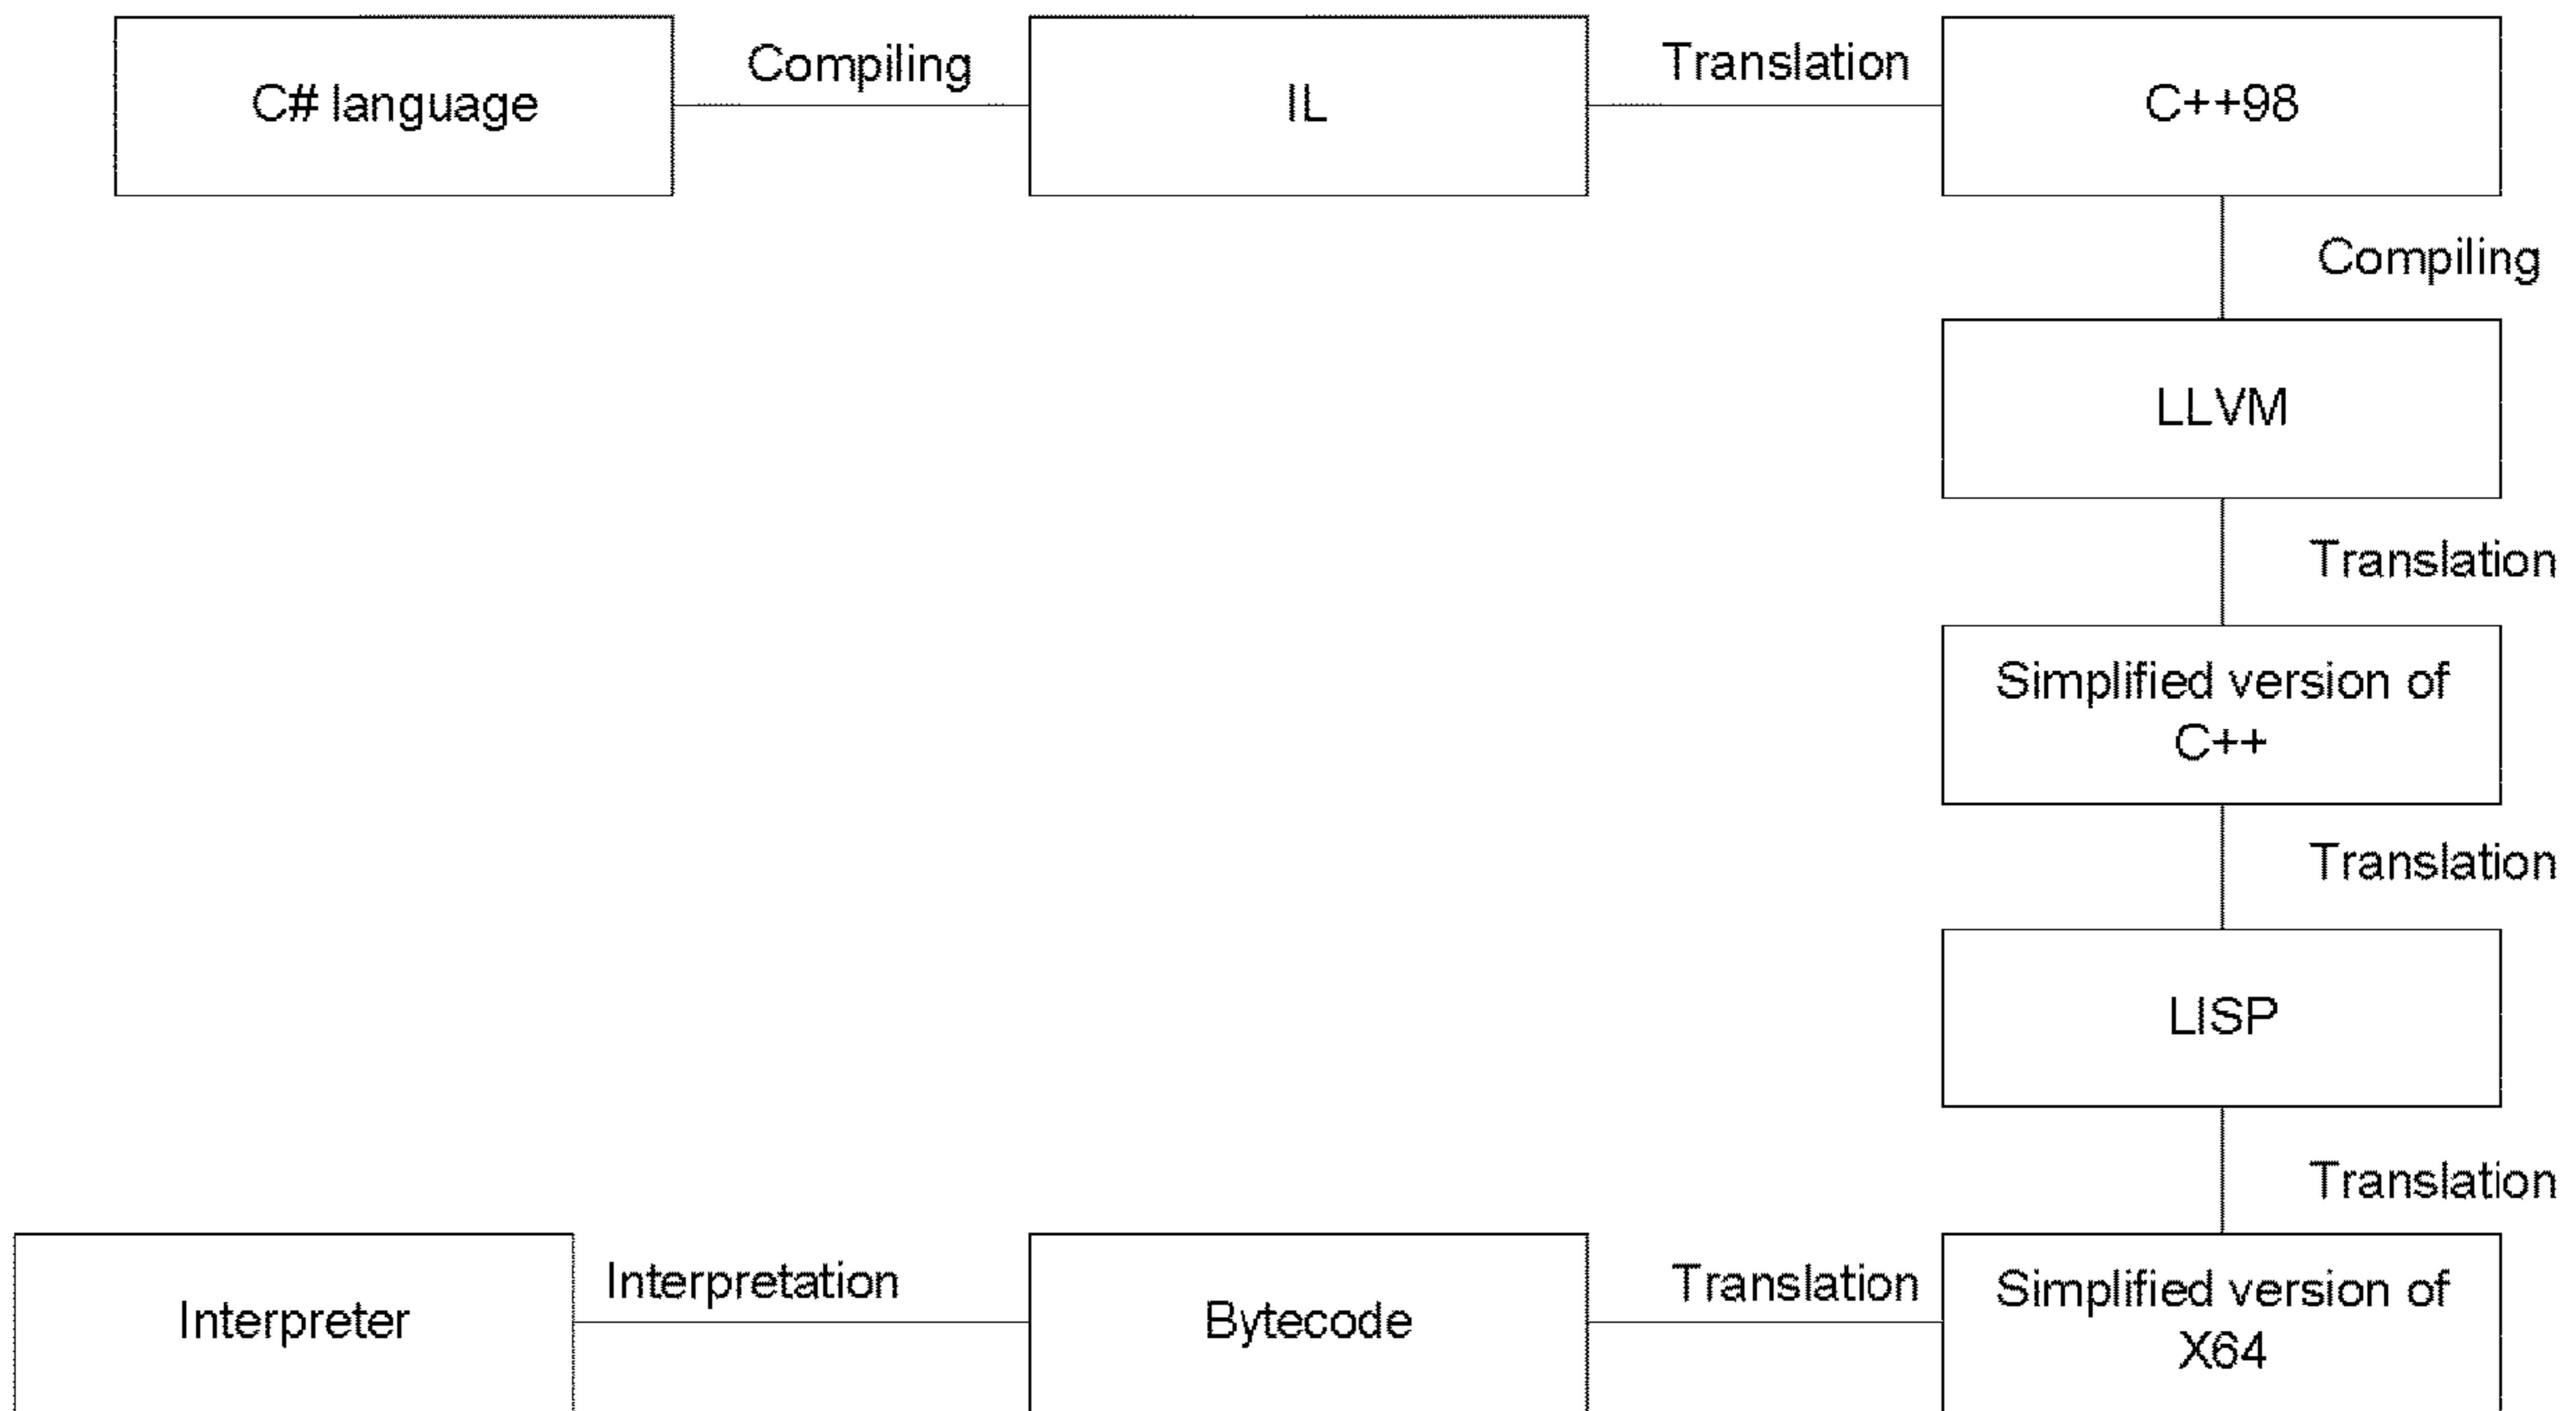 C# language
Compiling
IL
Translation
C++98
Compiling
LLVM
Translation
Simplified version of
C++
Translation
LISP
Translation
Simplified version of
X64
Translation
Bytecode
Interpretation
Interpreter